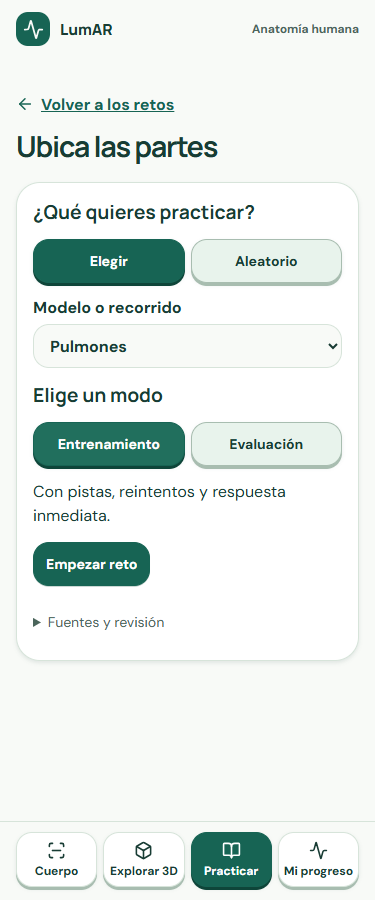 LumAR
Anatomía humana
Volver a los retos
Ubica las partes
¿Qué quieres practicar?
Elegir
Aleatorio
Modelo o recorrido
Pulmones
Elige un modo
Entrenamiento
Evaluación
Con pistas, reintentos y respuesta
inmediata.
Empezar reto
Fuentes y revisión
Cuerpo
Explorar 3D
Practicar
Mi progreso